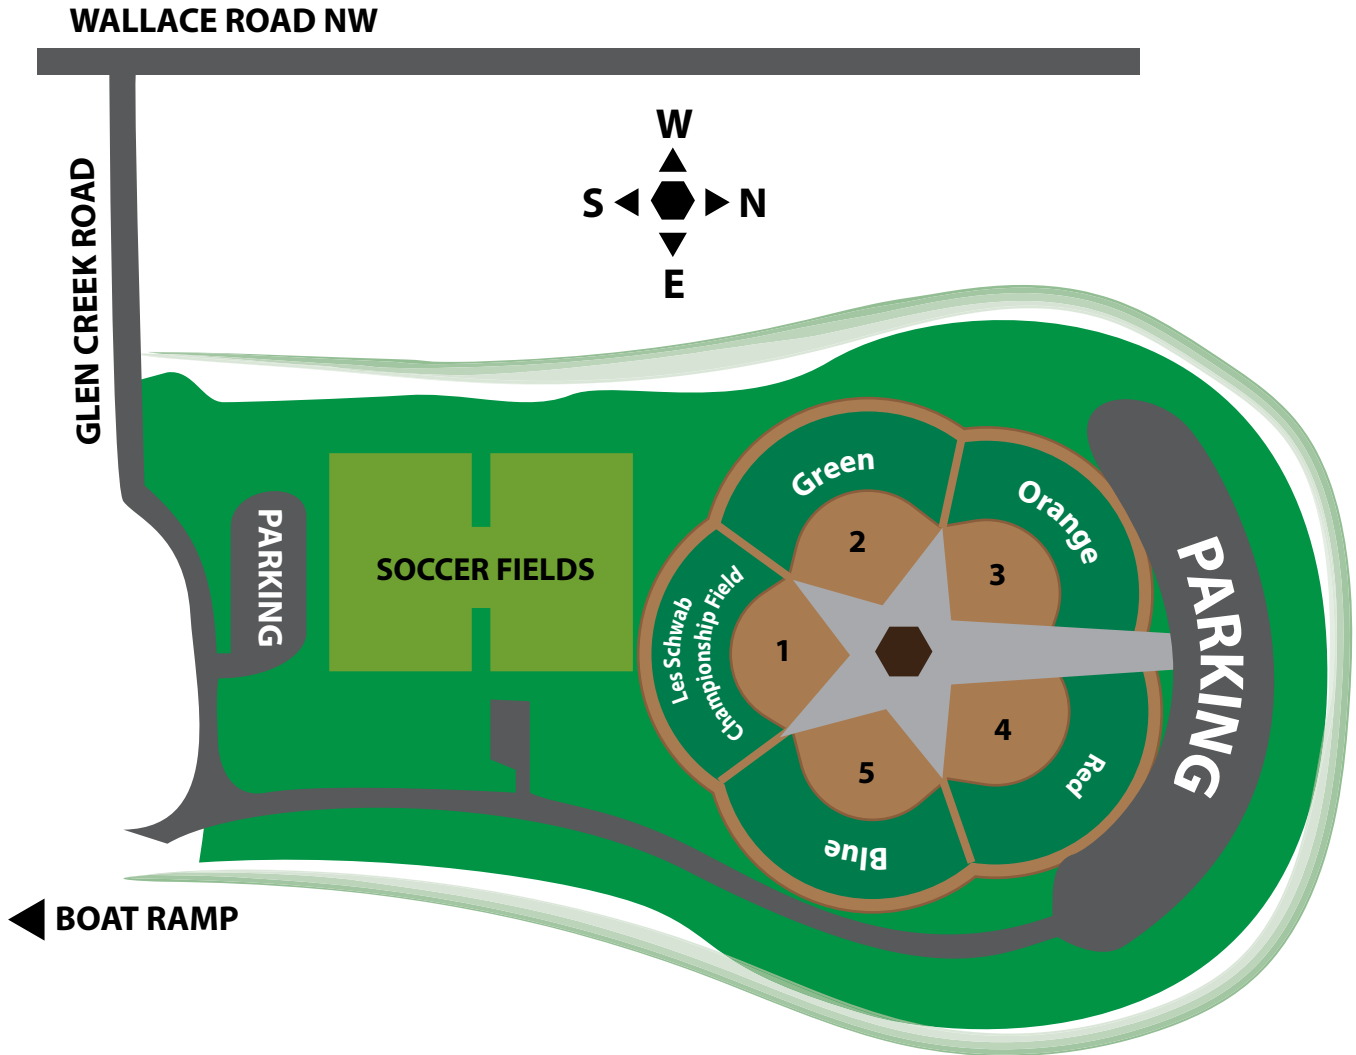 WALLACE ROAD NW
W
S
N
E
GLEN CREEK ROAD
Green
Orange
PARKING
SOCCER FIELDS
2
3
PARKING
Les Schwab
Championship Field
1
4
5
Red
Blue
BOAT RAMP